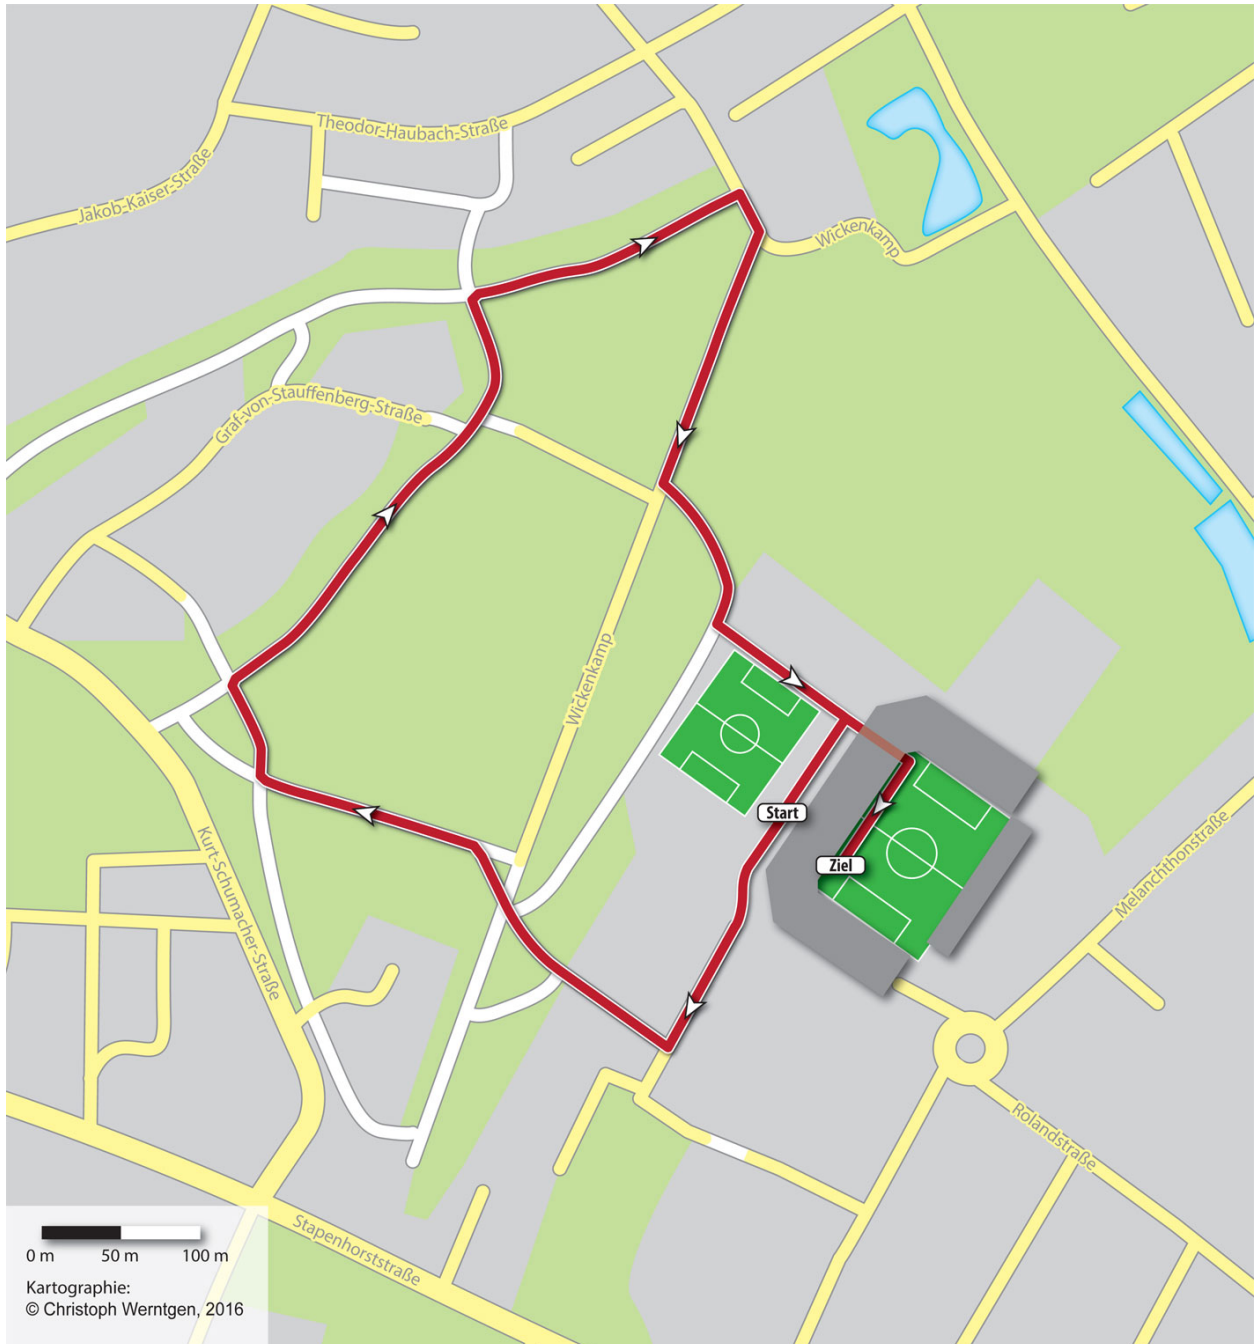 Theodor-Haubach-Straße
Jakob-Kaiser-Straße
Wickenkamp
Graf-von-Stauffenberg-Straße
Wickenkamp
Start
Ziel
Melanchthonstraße
Kurt-Schumacher-Straße
Rolandstraße
Stapenhorststraße
0 m 50 m 100 m
Kartographie:
© Christoph Werntgen, 2016